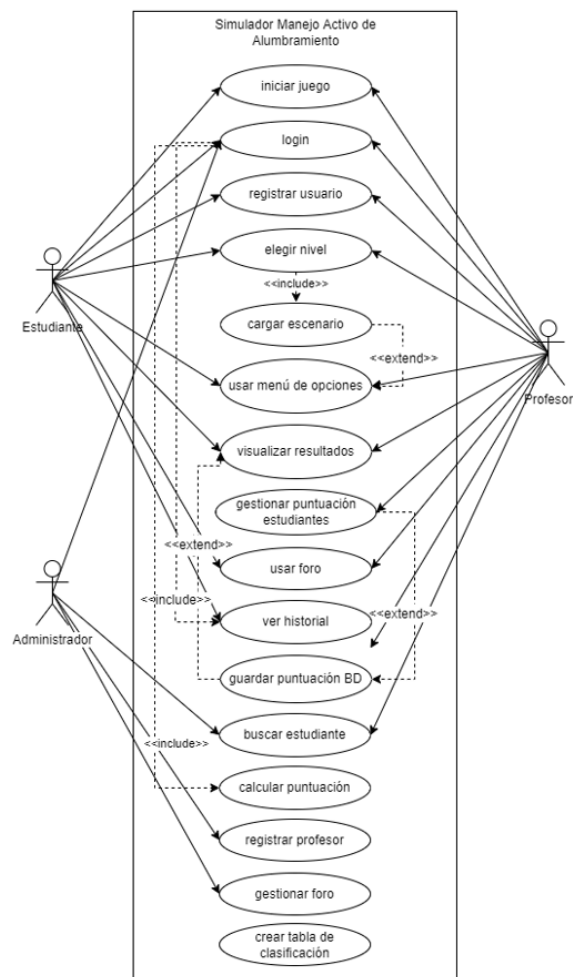 Simulador Manejo Activo de
Alumbramiento
iniciar juego
login
registrar usuario
elegir nivel
<<include>>
Estudiante
cargar escenario
<<extend>>
usar menú de opciones
Profesor
visualizar resultados
gestionar puntuación
estudiantes
<<extend>>
usar foro
<<include>>
ver historial
<<extend>>
Administrador
guardar puntuación BD
buscar estudiante
<<include>>
calcular puntuación
registrar profesor
gestionar foro
crear tabla de
clasificación